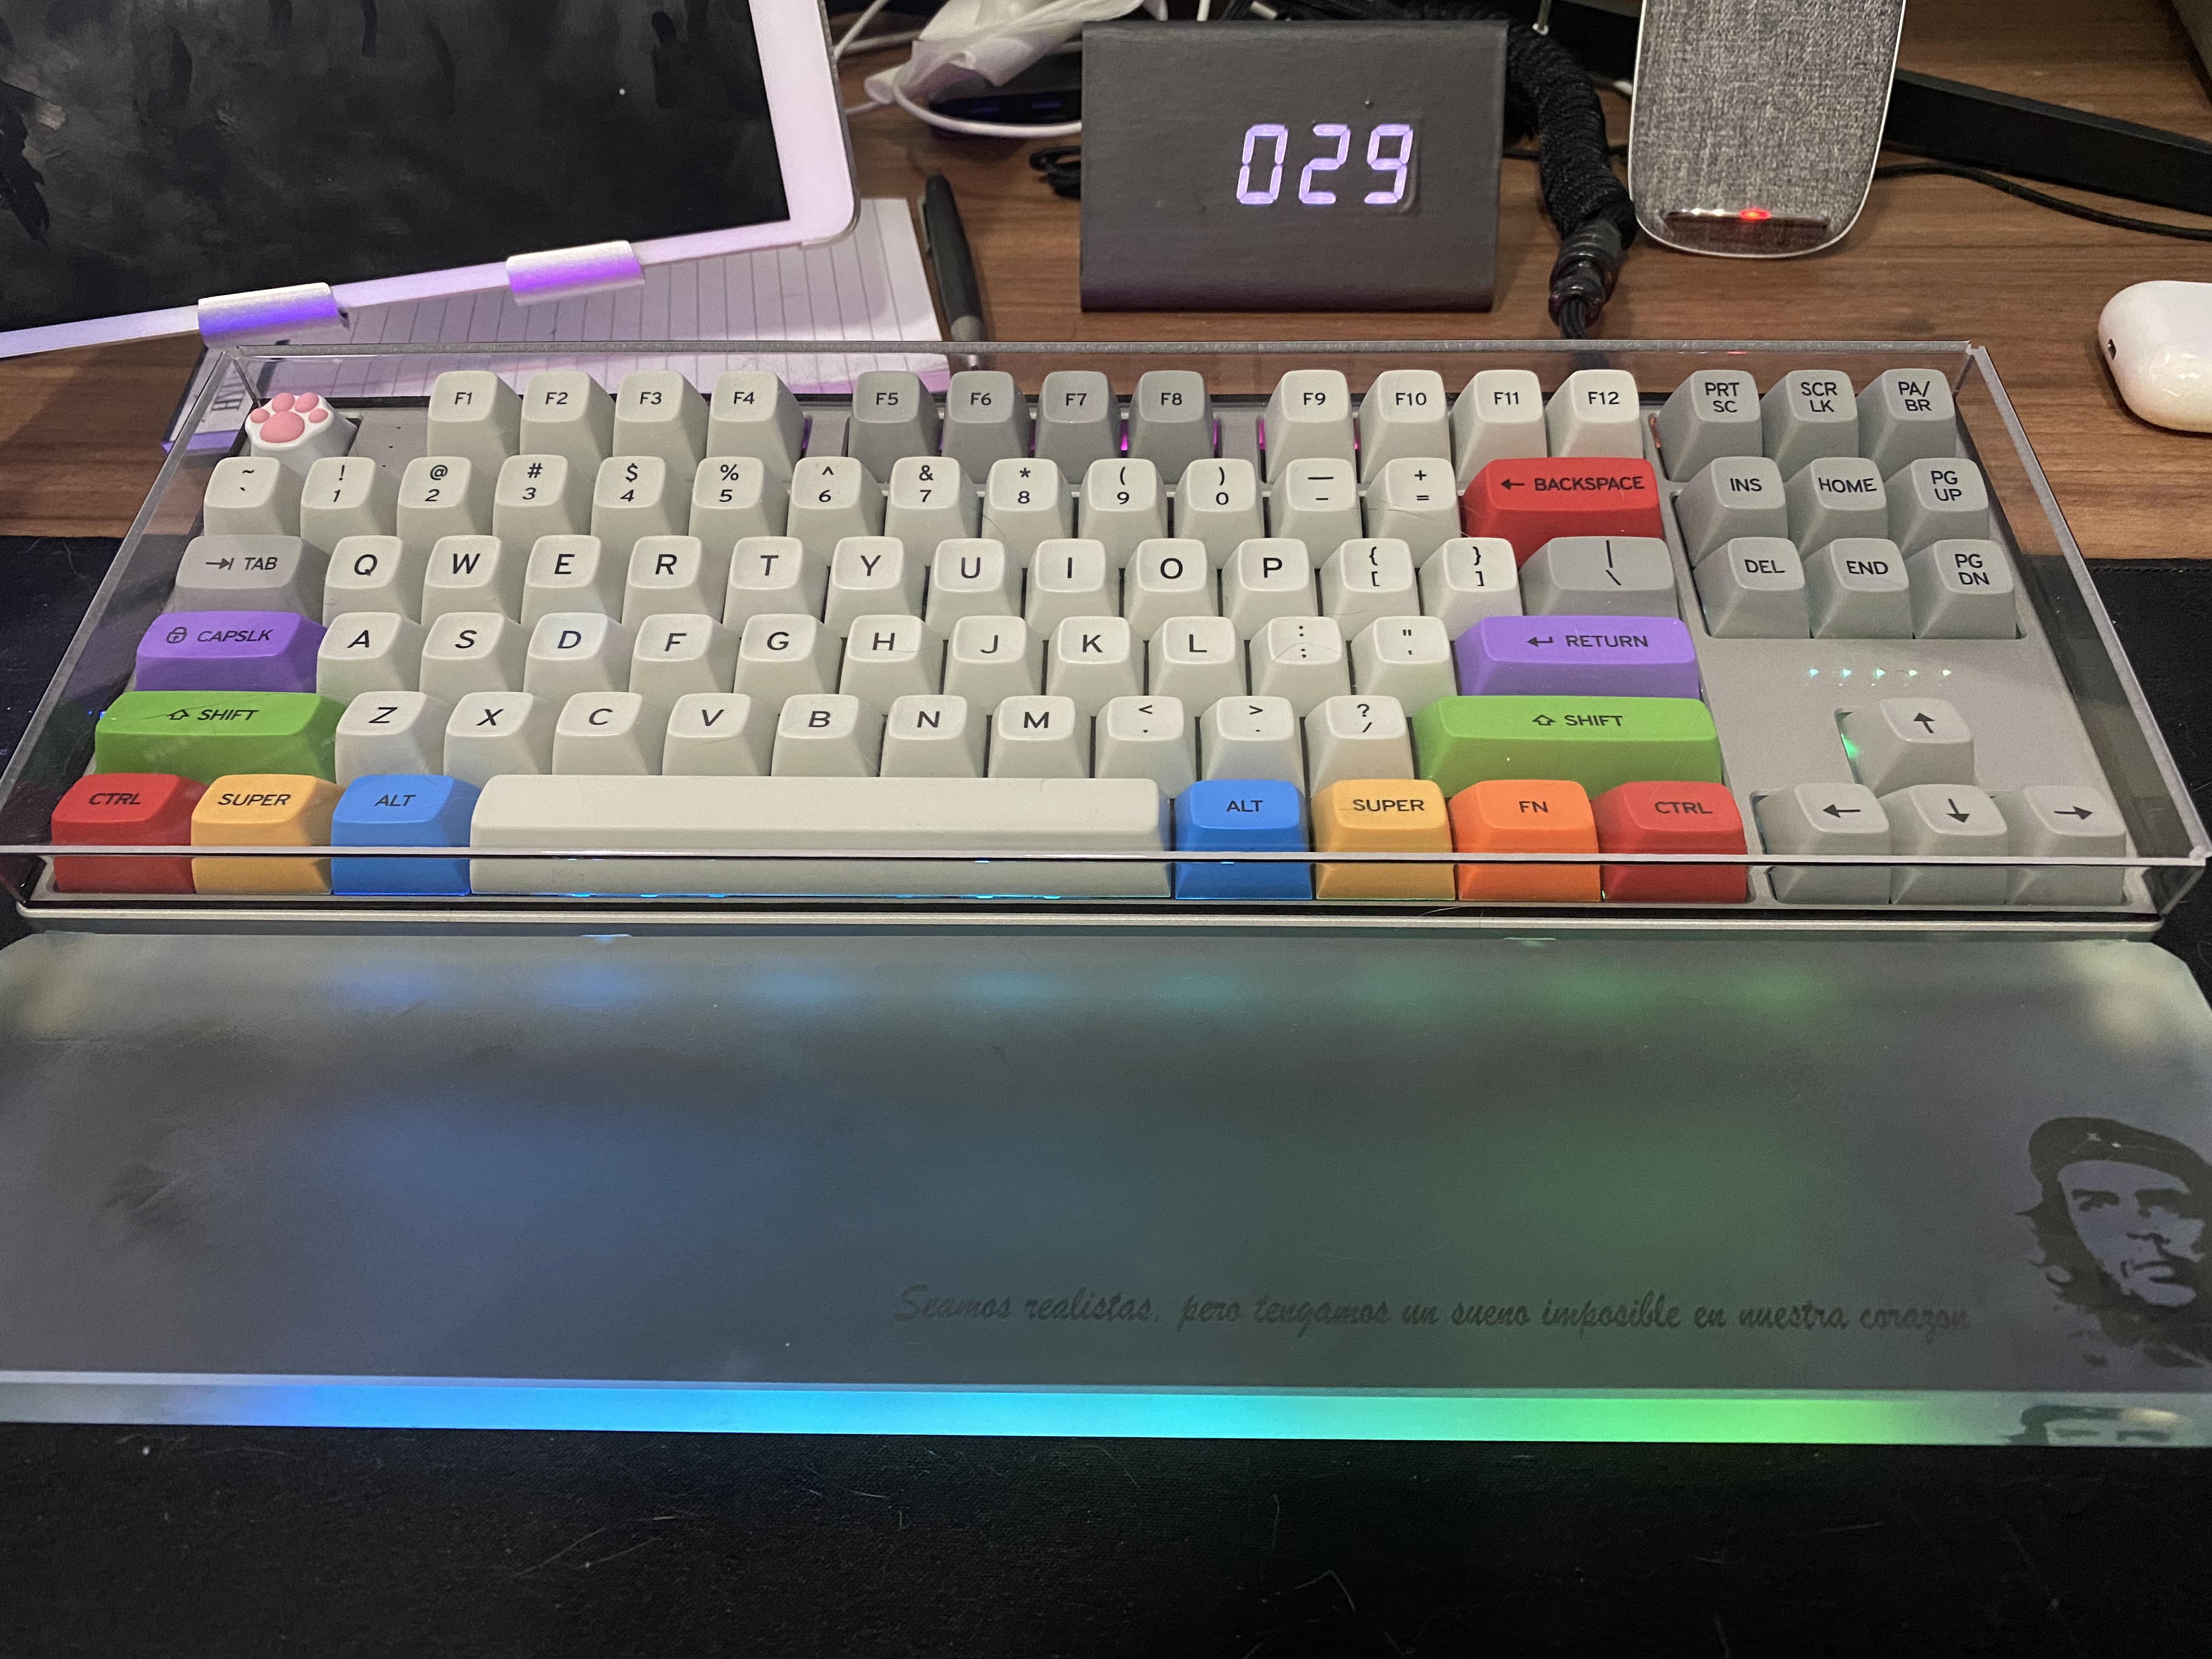 029
F1 F2 F3 F4 F5 F6 F7 F8 F9 F10 F11 F12 PRT SC SCR LK PA/ BR
~ ` ! 1 @ 2 # 3 $ 4 % 5 ^ 6 & 7 * 8 ( 9 ) 0 — – + = ← BACKSPACE INS HOME PG UP
→| TAB Q W E R T Y U I O P { [ } ] | \ DEL END PG DN
CAPSLK A S D F G H J K L : ; " ' ↵ RETURN
⇧ SHIFT Z X C V B N M < , > . ? / ⇧ SHIFT ↑
CTRL SUPER ALT ALT SUPER FN CTRL ← ↓ →
Seamos realistas, pero tengamos un sueno imposible en nuestra corazon